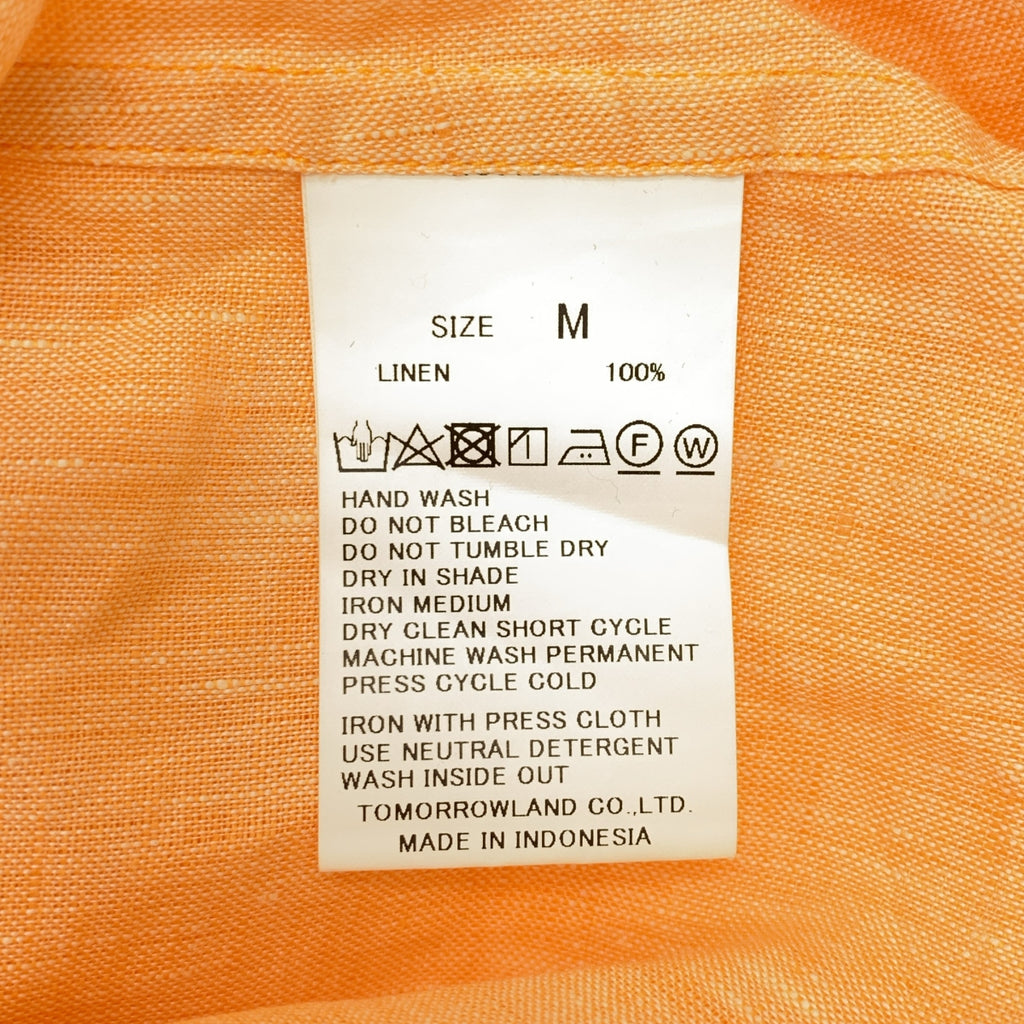 SIZE M
LINEN 100%
F W
HAND WASH
DO NOT BLEACH
DO NOT TUMBLE DRY
DRY IN SHADE
IRON MEDIUM
DRY CLEAN SHORT CYCLE
MACHINE WASH PERMANENT
PRESS CYCLE COLD
IRON WITH PRESS CLOTH
USE NEUTRAL DETERGENT
WASH INSIDE OUT
TOMORROWLAND CO.,LTD.
MADE IN INDONESIA